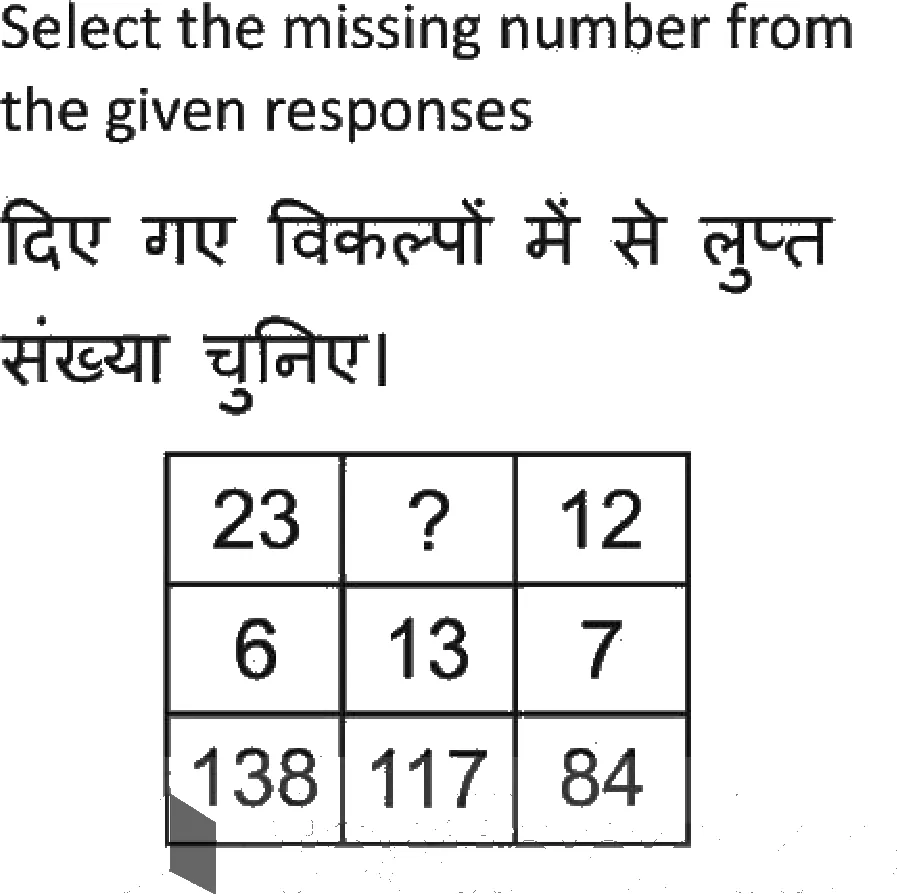 Select the missing number from
the given responses
दिए गए विकल्पों में से लुप्त
संख्या चुनिए।
23 ? 12
6 13 7
138 117 84